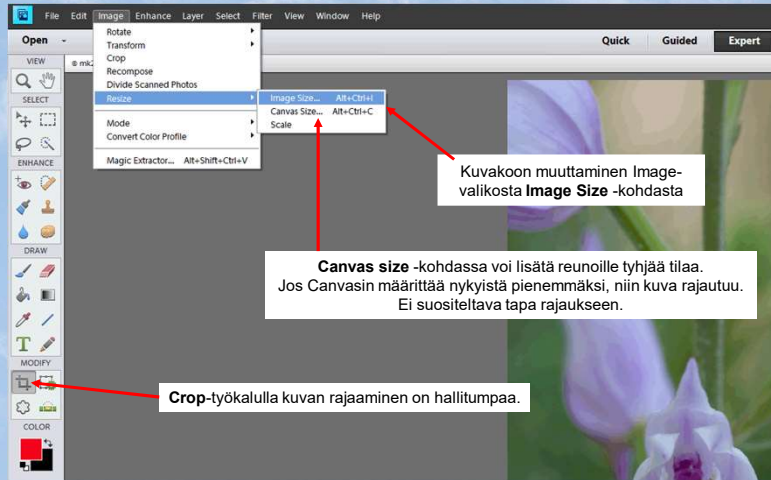 File Edit Image Enhance Layer Select Filter View Window Help
Open
Quick Guided Expert
Rotate
Transform
Crop
Recompose
Divide Scanned Photos
Resize
Mode
Convert Color Profile
Magic Extractor... Alt+Shift+Ctrl+V
Image Size... Alt+Ctrl+I
Canvas Size... Alt+Ctrl+C
Scale
VIEW
SELECT
ENHANCE
DRAW
T
MODIFY
COLOR
Kuvakoon muuttaminen Image-
valikosta Image Size -kohdasta
Canvas size -kohdassa voi lisätä reunoille tyhjää tilaa.
Jos Canvasin määrittää nykyistä pienemmäksi, niin kuva rajautuu.
Ei suositeltava tapa rajaukseen.
Crop-työkalulla kuvan rajaaminen on hallitumpaa.